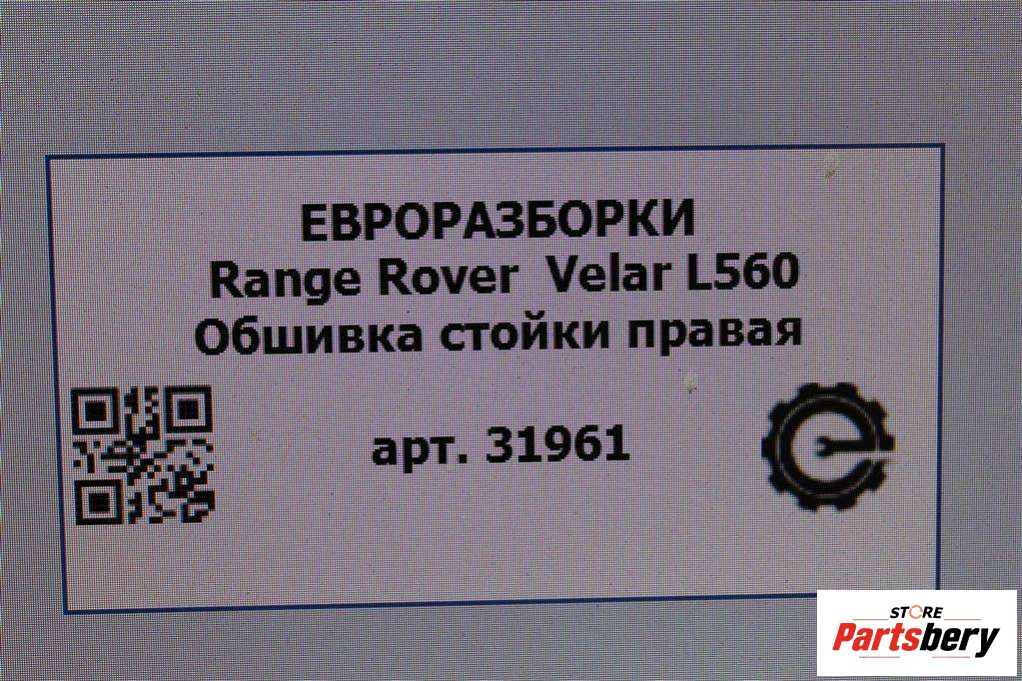 ЕВРОРАЗБОРКИ
Range Rover Velar L560
Обшивка стойки правая
арт. 31961
STORE
Partsbery